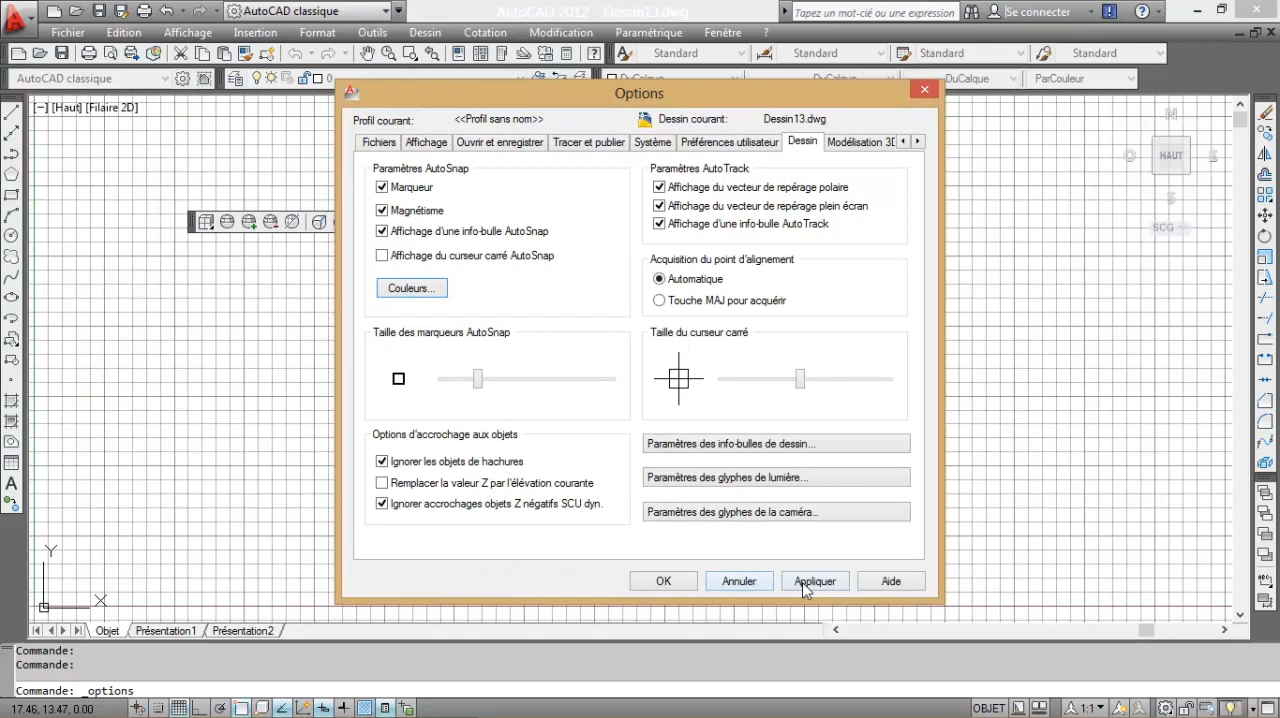 AutoCAD classique
AutoCAD 2012 Dessin13.dwg
Tapez un mot-clé ou une expression
Se connecter
Fichier Edition Affichage Insertion Format Outils Dessin Cotation Modification Paramétrique Fenêtre ?
Standard Standard Standard Standard
AutoCAD classique 0 DuCalque DuCalque DuCalque ParCouleur
[−] [Haut] [Filaire 2D]
Options
Profil courant: <<Profil sans nom>> Dessin courant: Dessin13.dwg
Fichiers Affichage Ouvrir et enregistrer Tracer et publier Système Préférences utilisateur Dessin Modélisation 3D
Paramètres AutoSnap
Marqueur
Magnétisme
Affichage d'une info-bulle AutoSnap
Affichage du curseur carré AutoSnap
Couleurs...
Paramètres AutoTrack
Affichage du vecteur de repérage polaire
Affichage du vecteur de repérage plein écran
Affichage d'une info-bulle AutoTrack
Acquisition du point d'alignement
Automatique
Touche MAJ pour acquérir
Taille des marqueurs AutoSnap
Taille du curseur carré
Options d'accrochage aux objets
Ignorer les objets de hachures
Remplacer la valeur Z par l'élévation courante
Ignorer accrochages objets Z négatifs SCU dyn.
Paramètres des info-bulles de dessin...
Paramètres des glyphes de lumière...
Paramètres des glyphes de la caméra...
OK Annuler Appliquer Aide
N
O HAUT E
S
SCG
Y
X
Objet Présentation1 Présentation2
Commande:
Commande:
Commande: _options
17.46, 13.47, 0.00
OBJET
1:1